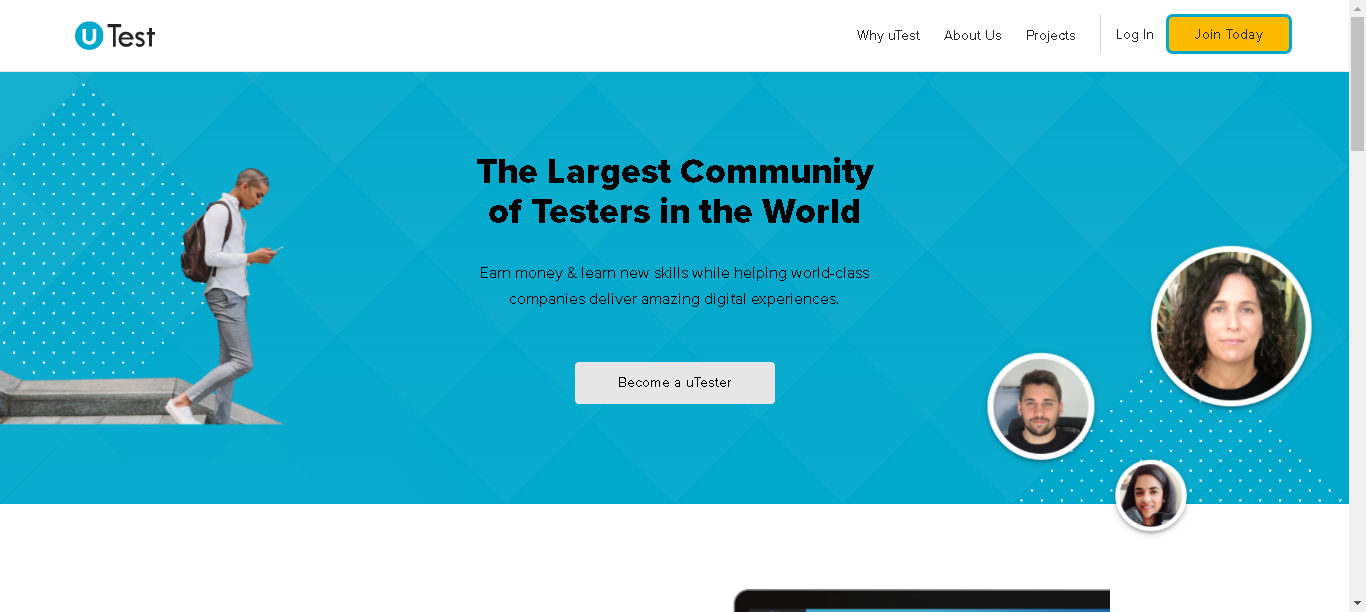 uTest
Why uTest
About Us
Projects
Log In
Join Today
The Largest Community
of Testers in the World
Earn money & learn new skills while helping world-class
companies deliver amazing digital experiences.
Become a uTester